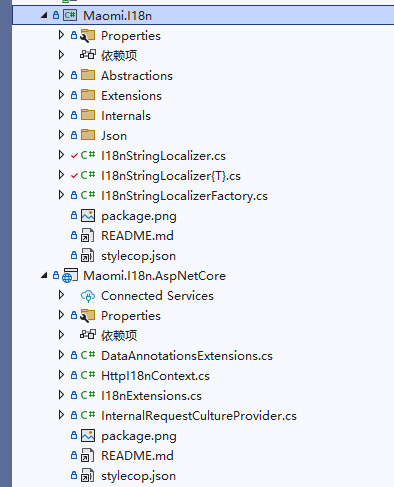 C# Maomi.I18n
Properties
依赖项
Abstractions
Extensions
Internals
Json
C# I18nStringLocalizer.cs
C# I18nStringLocalizer{T}.cs
C# I18nStringLocalizerFactory.cs
package.png
README.md
stylecop.json
Maomi.I18n.AspNetCore
Connected Services
Properties
依赖项
C# DataAnnotationsExtensions.cs
C# HttpI18nContext.cs
C# I18nExtensions.cs
C# InternalRequestCultureProvider.cs
package.png
README.md
stylecop.json